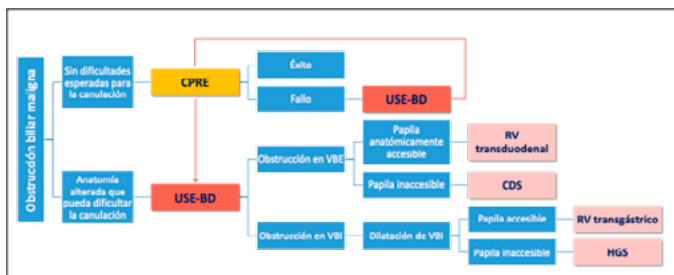 Obstrucción biliar maligna
Sin dificultades
esperadas para
la canulación
CPRE
Éxito
Fallo
USE-BD
Anatomía
alterada que
pueda dificultar
la canulación
USE-BD
Obstrucción en VBE
Papila
anatómicamente
accesible
RV
transduodenal
Papila inaccesible
CDS
Obstrucción en VBI
Dilatación de VBI
Papila accesible
RV transgástrico
Papila inaccesible
HGS